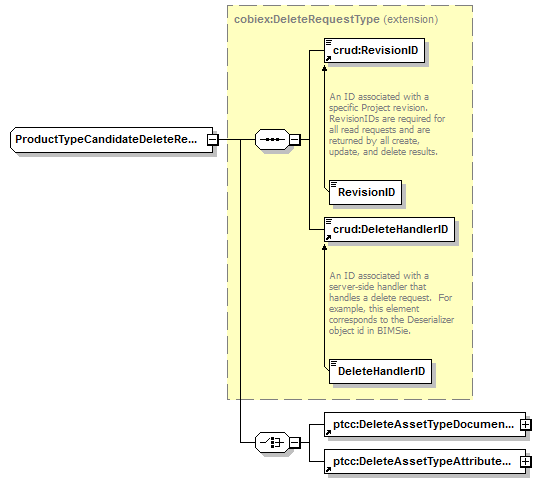 cobiex:DeleteRequestType (extension)
crud:RevisionID
An ID associated with a
specific Project revision.
RevisionIDs are required for
all read requests and are
returned by all create,
update, and delete results.
ProductTypeCandidateDeleteRe...
RevisionID
crud:DeleteHandlerID
An ID associated with a
server-side handler that
handles a delete request. For
example, this element
corresponds to the Deserializer
object id in BIMSie.
DeleteHandlerID
ptcc:DeleteAssetTypeDocumen...
ptcc:DeleteAssetTypeAttribute...